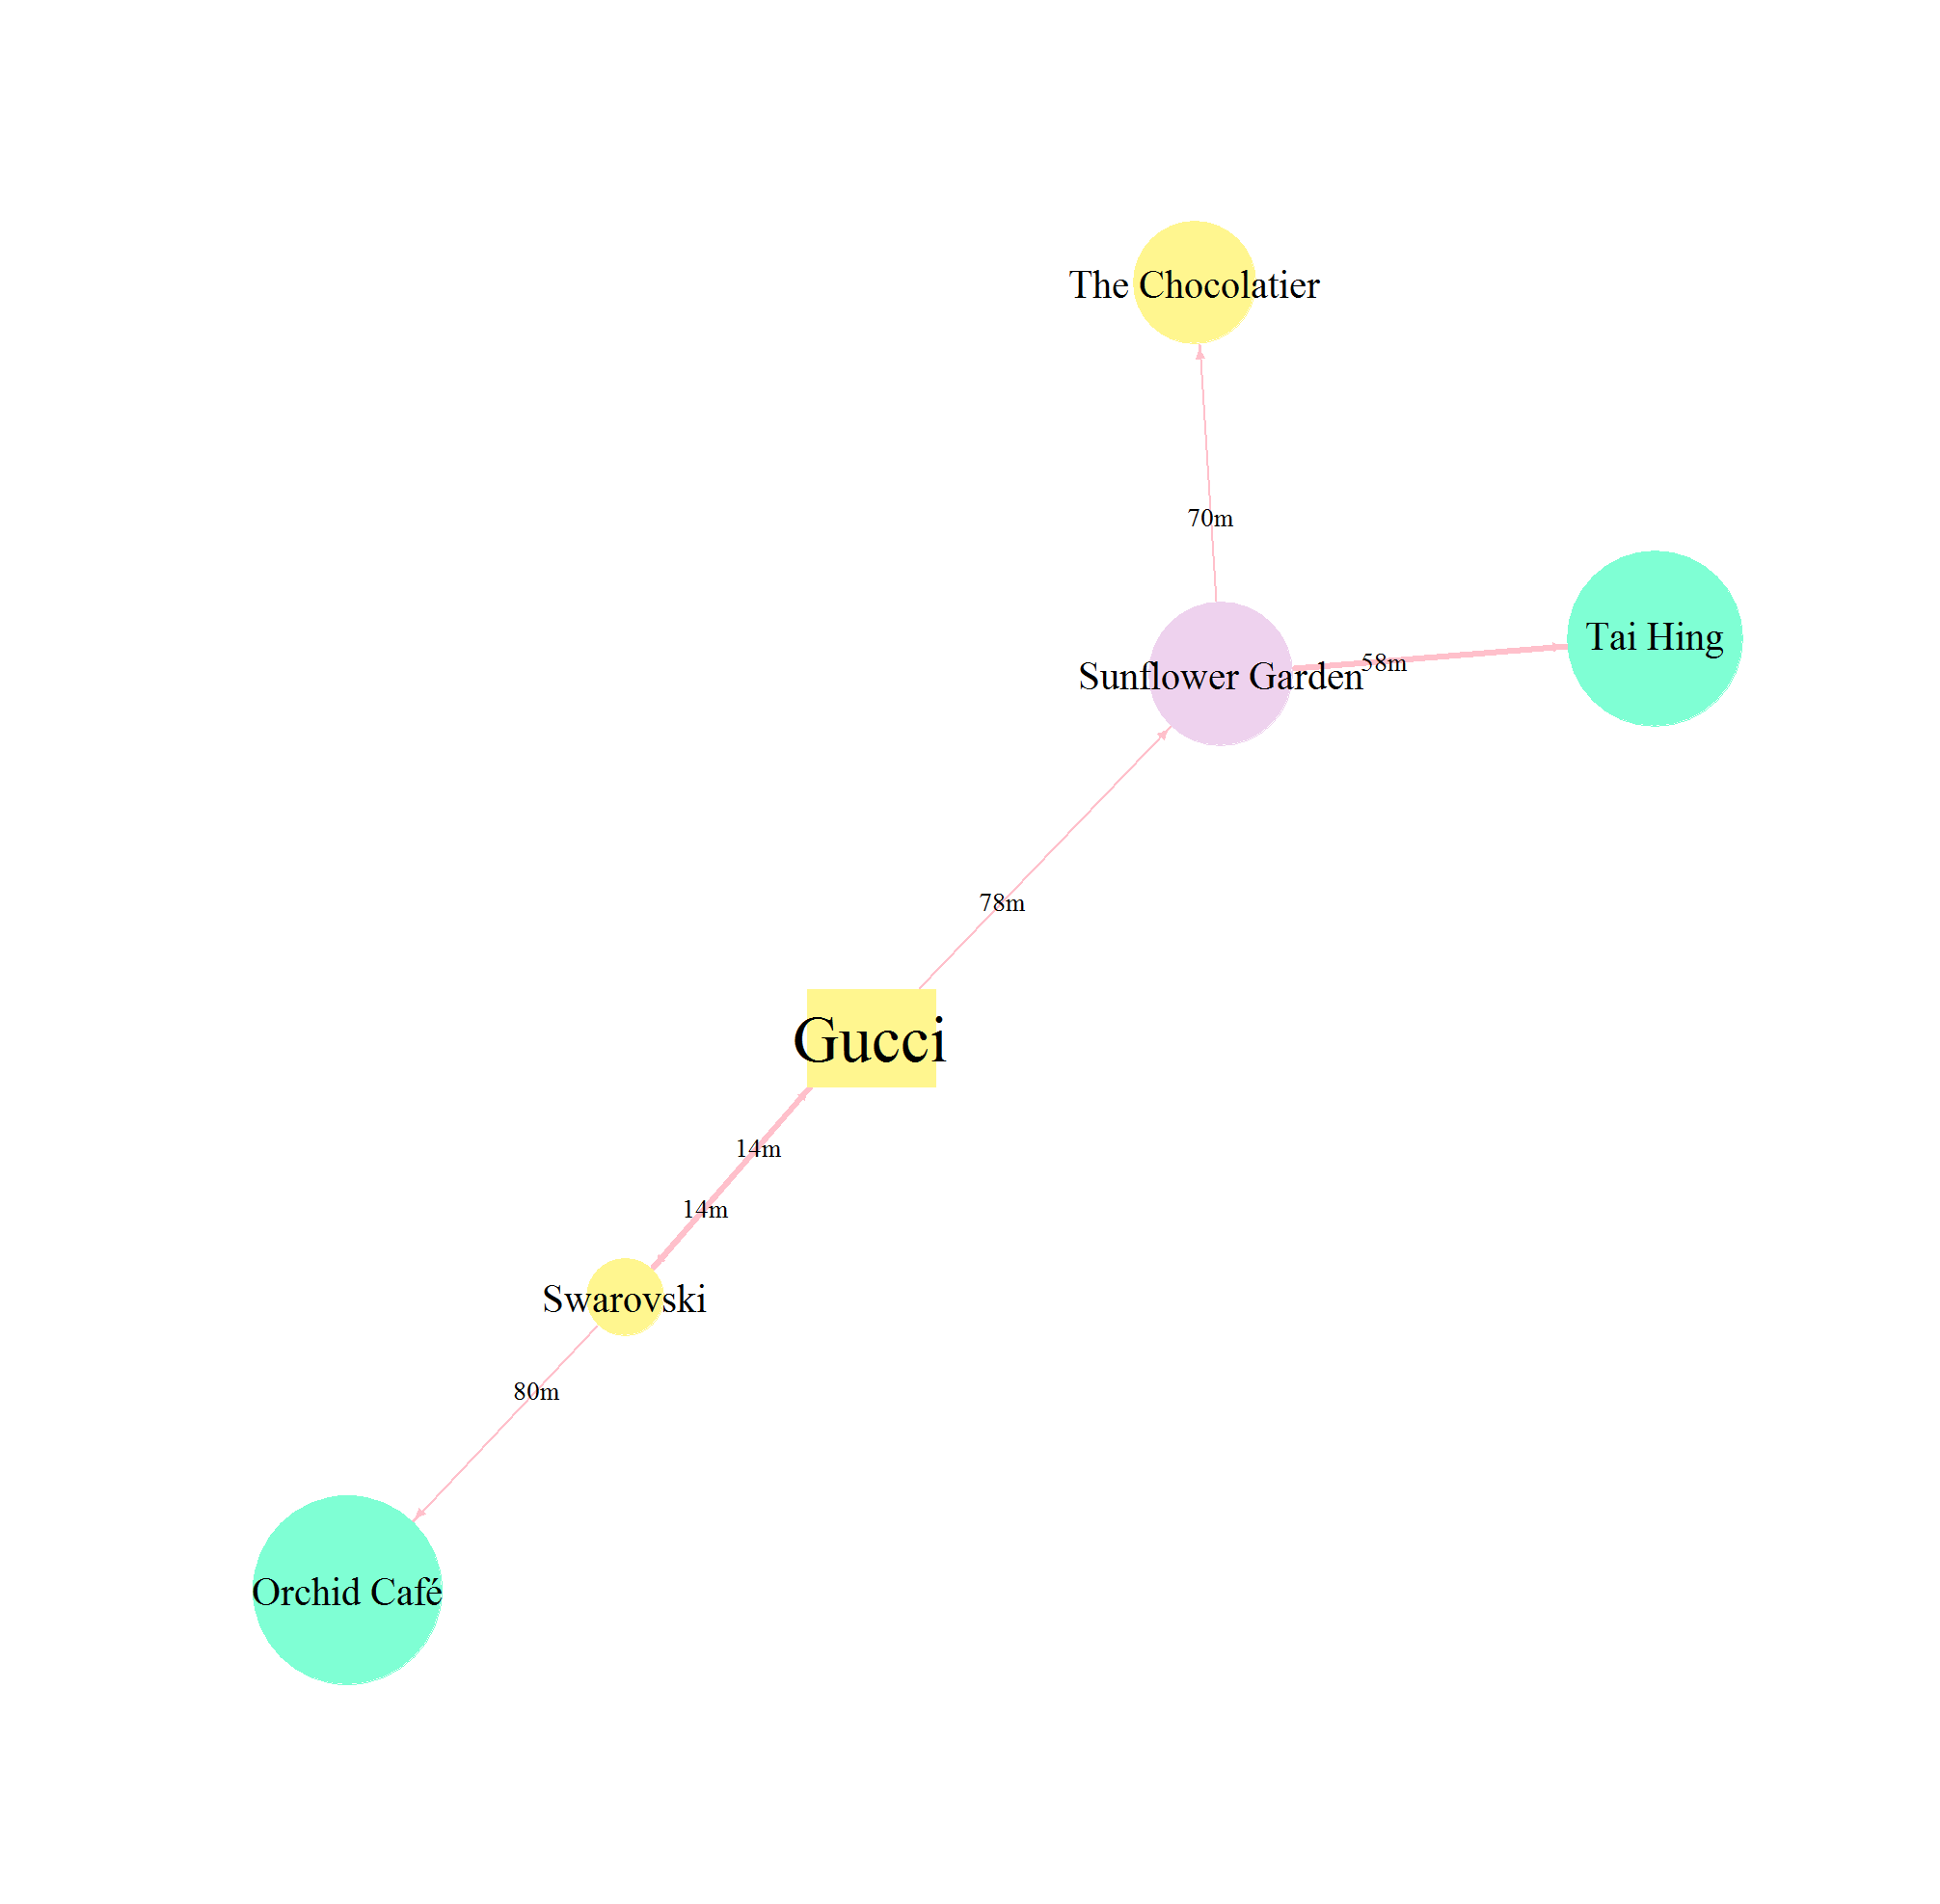 The Chocolatier
70m
Tai Hing
58m
Sunflower Garden
78m
Gucci
14m
14m
Swarovski
80m
Orchid Café